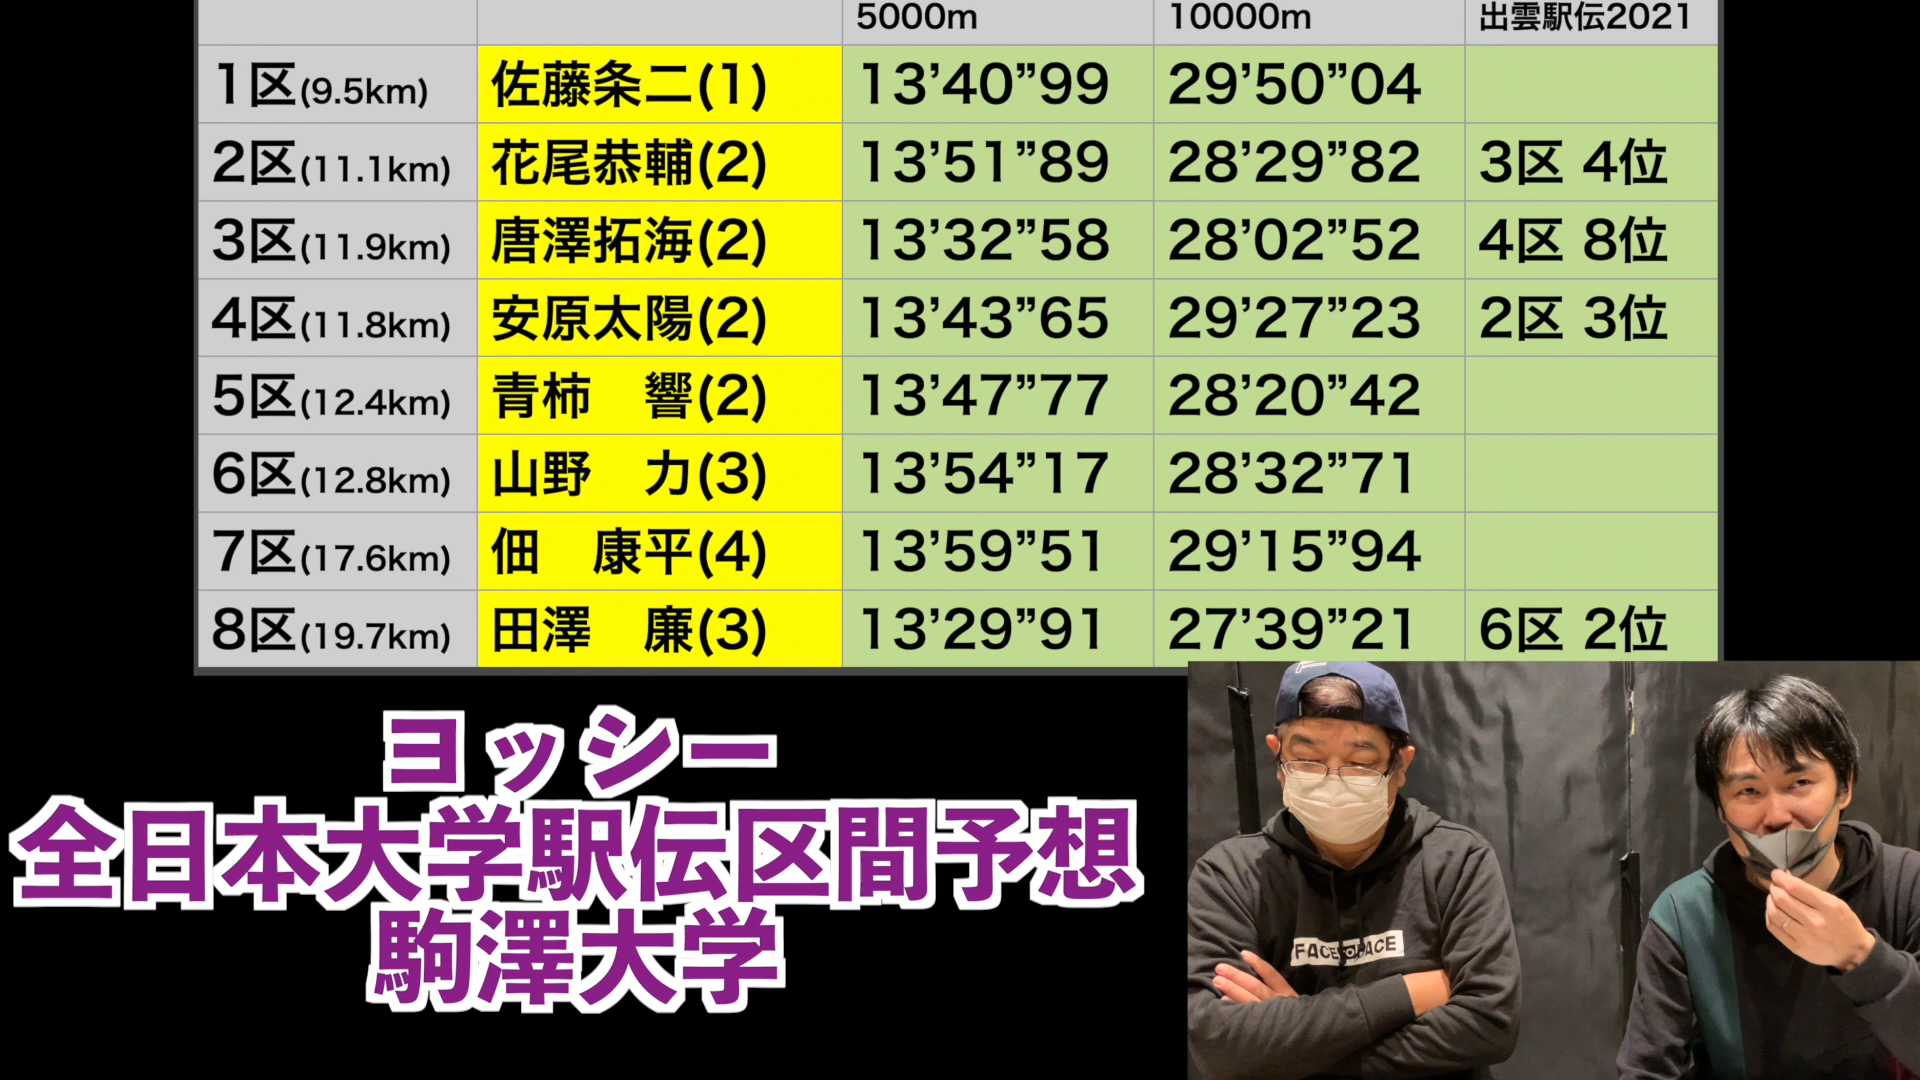 5000m 10000m 出雲駅伝2021
1区(9.5km) 佐藤条二(1) 13’40”99 29’50”04
2区(11.1km) 花尾恭輔(2) 13’51”89 28’29”82 3区 4位
3区(11.9km) 唐澤拓海(2) 13’32”58 28’02”52 4区 8位
4区(11.8km) 安原太陽(2) 13’43”65 29’27”23 2区 3位
5区(12.4km) 青柿　響(2) 13’47”77 28’20”42
6区(12.8km) 山野　力(3) 13’54”17 28’32”71
7区(17.6km) 佃　康平(4) 13’59”51 29’15”94
8区(19.7km) 田澤　廉(3) 13’29”91 27’39”21 6区 2位
ヨッシー
全日本大学駅伝区間予想
駒澤大学
FACE TO FACE